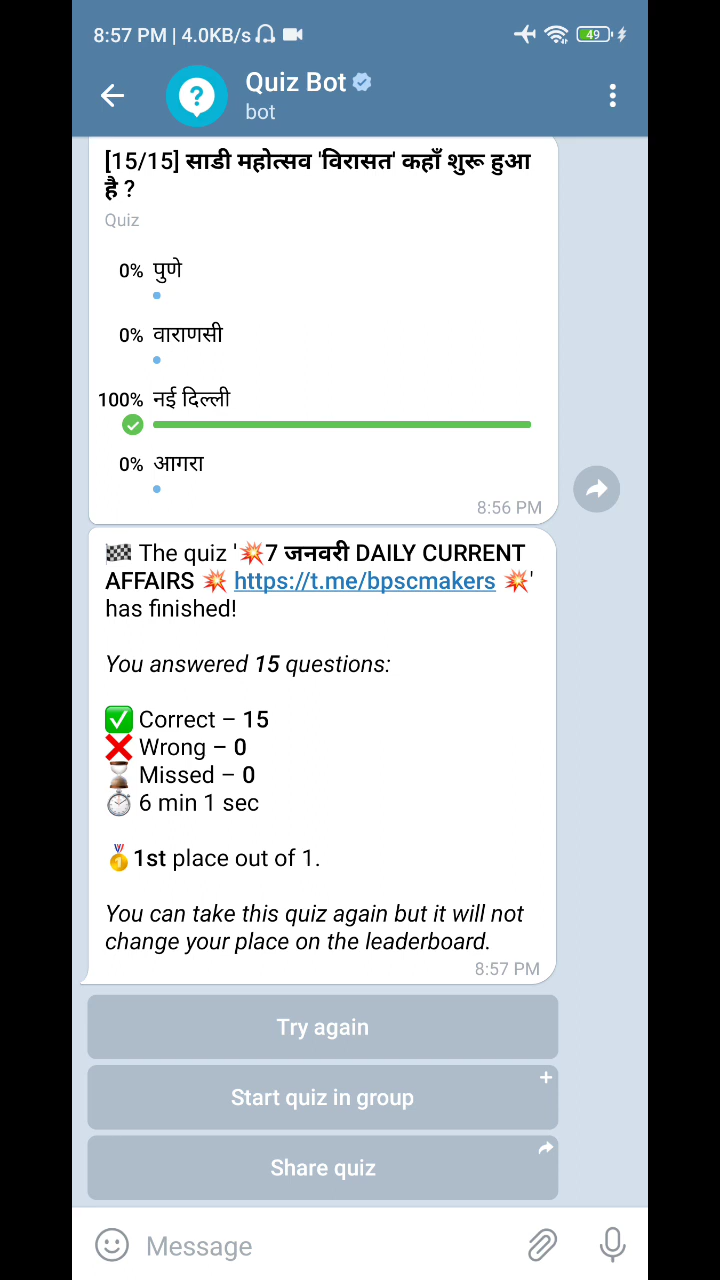 8:57 PM | 4.0KB/s
49
Quiz Bot
bot
[15/15] साडी महोत्सव 'विरासत' कहाँ शुरू हुआ
है ?
Quiz
0% पुणे
0% वाराणसी
100% नई दिल्ली
0% आगरा
8:56 PM
🏁 The quiz '💥7 जनवरी DAILY CURRENT
AFFAIRS 💥 https://t.me/bpscmakers 💥'
has finished!
You answered 15 questions:
✅ Correct – 15
❌ Wrong – 0
⌛ Missed – 0
⏱ 6 min 1 sec
🥇1st place out of 1.
You can take this quiz again but it will not
change your place on the leaderboard.
8:57 PM
Try again
Start quiz in group
Share quiz
Message